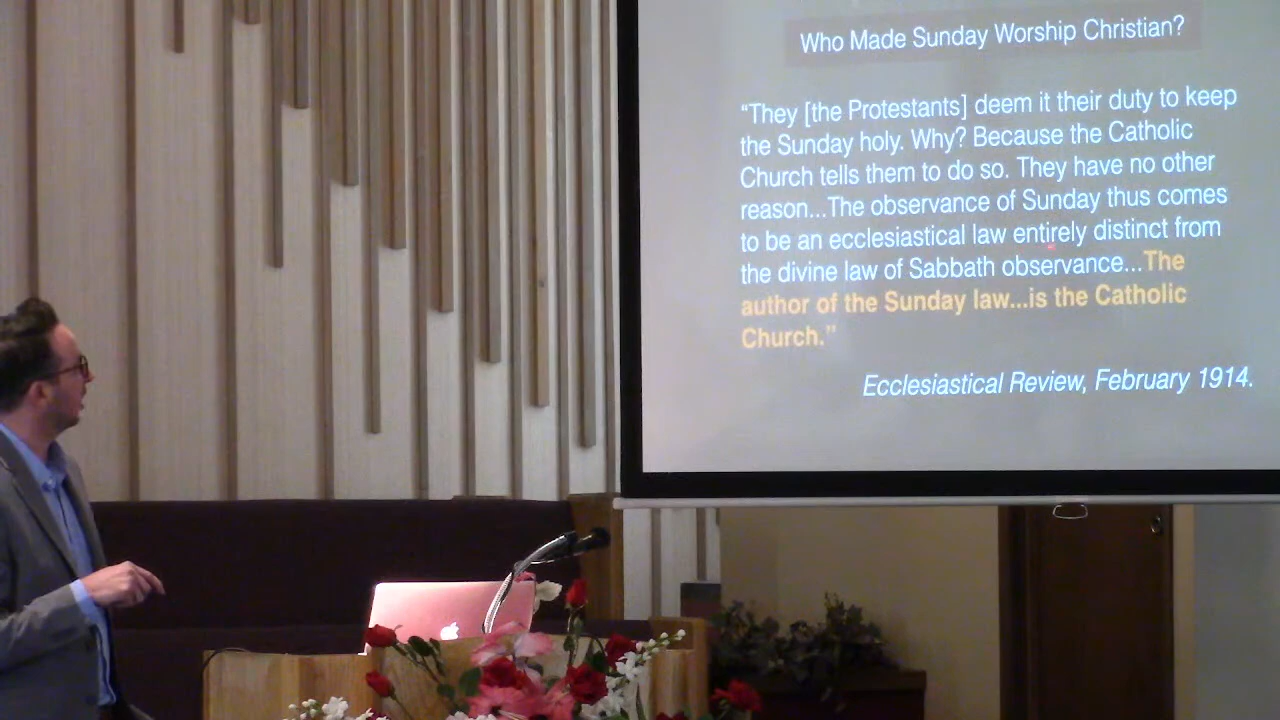 Who Made Sunday Worship Christian?
“They [the Protestants] deem it their duty to keep
the Sunday holy. Why? Because the Catholic
Church tells them to do so. They have no other
reason...The observance of Sunday thus comes
to be an ecclesiastical law entirely distinct from
the divine law of Sabbath observance...The
author of the Sunday law...is the Catholic
Church.”
Ecclesiastical Review, February 1914.